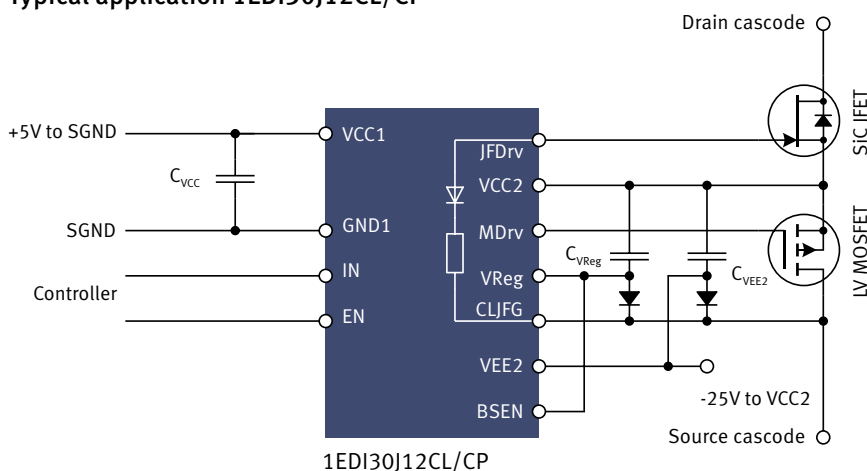 Typical application 1EDI30J12CL/CP
Drain cascode
SiC JFET
+5V to SGND
VCC1
JFDrv
CVCC
VCC2
SGND
GND1
MDrv
CVReg
CVEE2
LV MOSFET
IN
VReg
Controller
EN
CLJFG
VEE2
-25V to VCC2
BSEN
Source cascode
1EDI30J12CL/CP